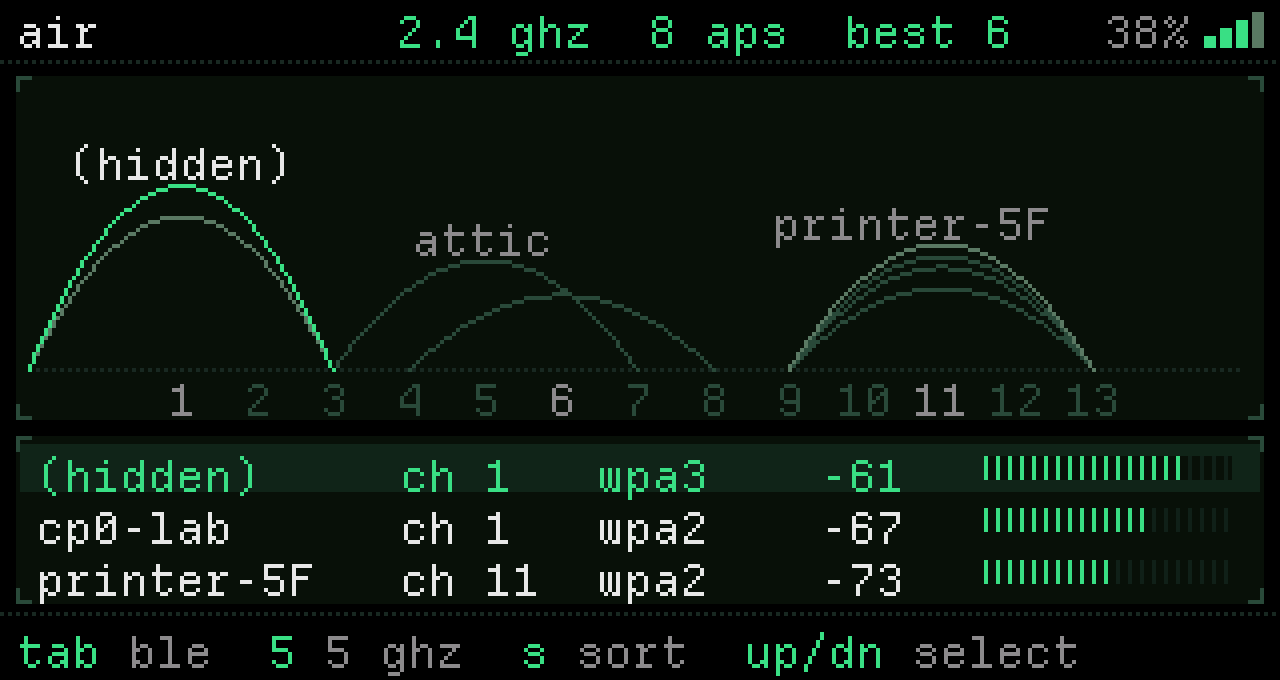 air 2.4 ghz 8 aps best 6 38%
(hidden)
attic printer-5F
1 2 3 4 5 6 7 8 9 10 11 12 13
(hidden) ch 1 wpa3 -61
cp0-lab ch 1 wpa2 -67
printer-5F ch 11 wpa2 -73
tab ble 5 5 ghz s sort up/dn select